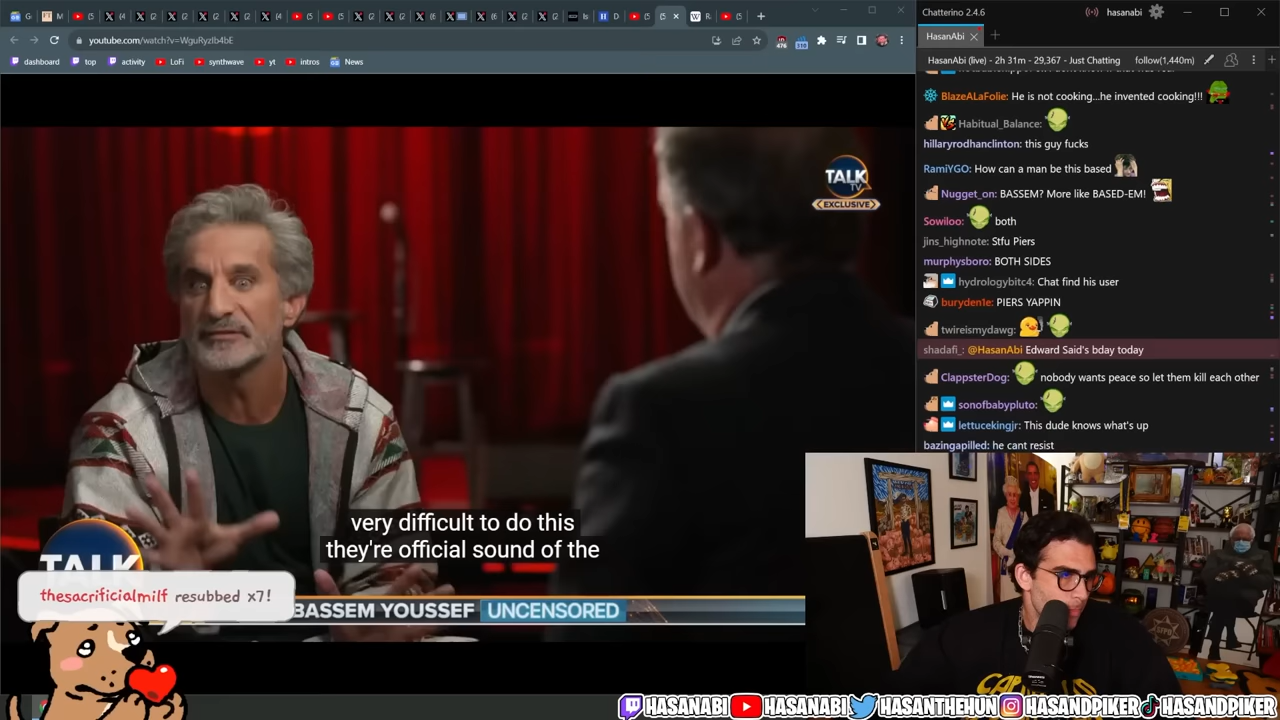 Chatterino 2.4.6
hasanabi
youtube.com/watch?v=WguRyzIb4bE
HasanAbi
dashboard
top
activity
LoFi
synthwave
yt
intros
News
HasanAbi (live) - 2h 31m - 29,367 - Just Chatting
follow(1,440m)
BlazeALaFolie: He is not cooking...he invented cooking!!!
Habitual_Balance:
hillaryrodhanclinton: this guy fucks
RamiYGO: How can a man be this based
Nugget_on: BASSEM? More like BASED-EM!
Sowiloo: both
jins_highnote: Stfu Piers
murphysboro: BOTH SIDES
hydrologybitc4: Chat find his user
buryden1e: PIERS YAPPIN
twireismydawg:
shadafi_: @HasanAbi Edward Said's bday today
ClappsterDog: nobody wants peace so let them kill each other
sonofbabypluto:
lettucekingjr: This dude knows what's up
bazingapilled: he cant resist
TALK
TV
EXCLUSIVE
very difficult to do this
they're official sound of the
TALK
thesacrificialmilf resubbed x7!
BASSEM YOUSSEF UNCENSORED
HASANABI HASANABI HASANTHEHUN HASANDPIKER HASANDPIKER